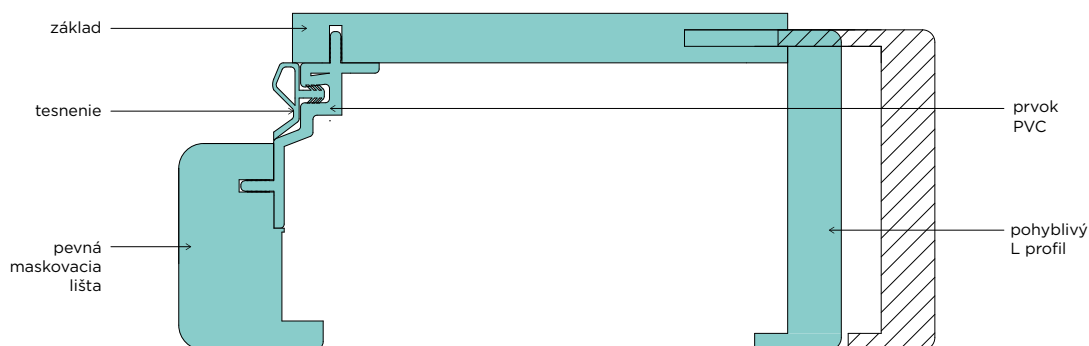 základ
tesnenie
pevná
maskovacia
lišta
prvok
PVC
pohyblivý
L profil